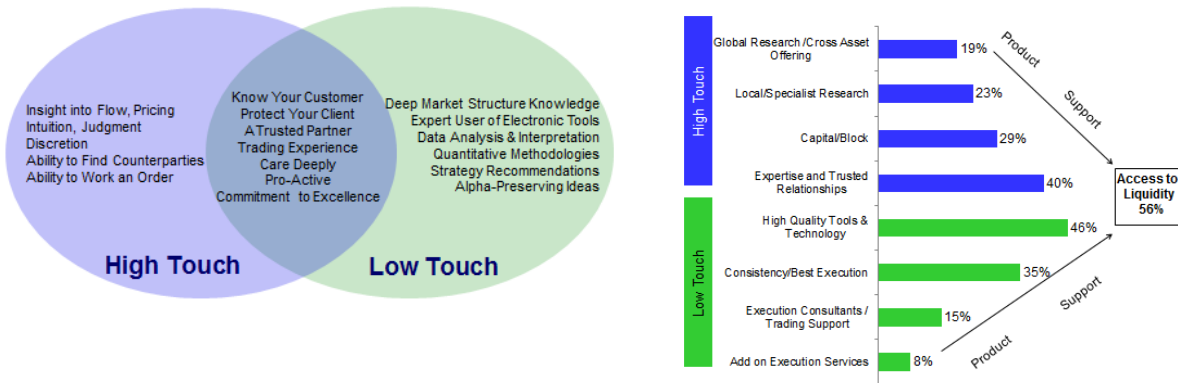 Insight into Flow, Pricing
Intuition, Judgment
Discretion
Ability to Find Counterparties
Ability to Work an Order
Know Your Customer
Protect Your Client
A Trusted Partner
Trading Experience
Care Deeply
Pro-Active
Commitment to Excellence
Deep Market Structure Knowledge
Expert User of Electronic Tools
Data Analysis & Interpretation
Quantitative Methodologies
Strategy Recommendations
Alpha-Preserving Ideas
High Touch
Low Touch
High Touch
Low Touch
Global Research /Cross Asset
Offering
19%
Local/Specialist Research
23%
Capital/Block
29%
Expertise and Trusted
Relationships
40%
High Quality Tools &
Technology
46%
Consistency/Best Execution
35%
Execution Consultants /
Trading Support
15%
Add on Execution Services
8%
Product
Support
Access to
Liquidity
56%
Support
Product